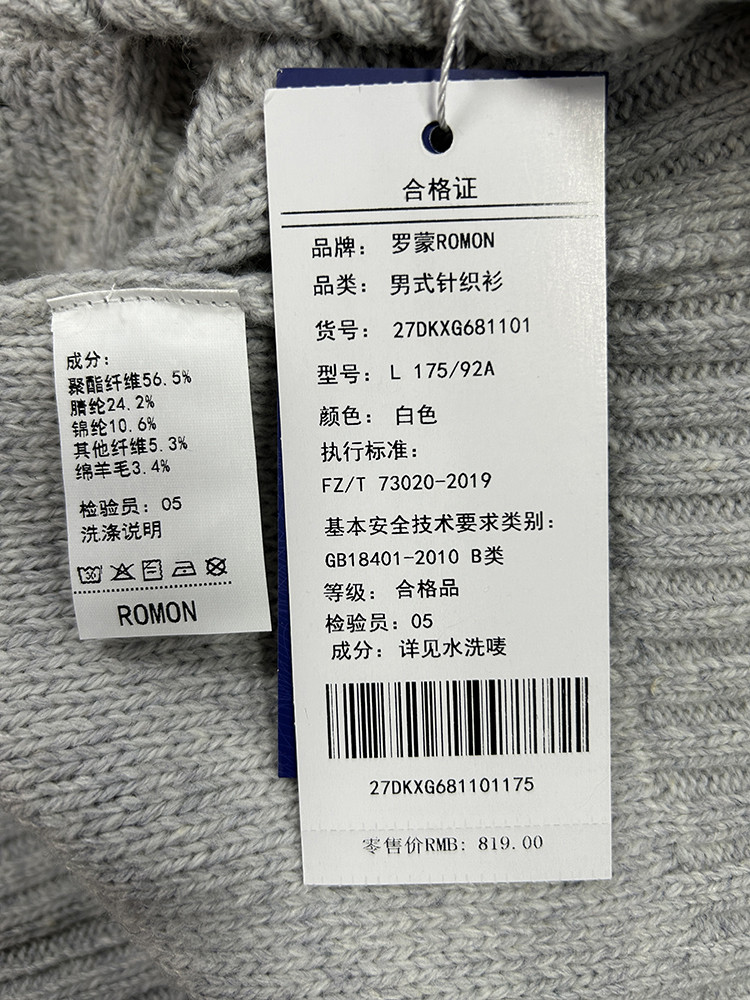 合格证
品牌： 罗蒙ROMON
品类： 男式针织衫
货号： 27DKXG681101
型号： L 175/92A
颜色： 白色
执行标准：
FZ/T 73020-2019
基本安全技术要求类别：
GB18401-2010 B类
等级： 合格品
检验员：05
成分：详见水洗唛
27DKXG681101175
零售价RMB: 819.00
成分：
聚酯纤维56.5%
腈纶24.2%
锦纶10.6%
其他纤维5.3%
绵羊毛3.4%
检验员：05
洗涤说明
30
ROMON